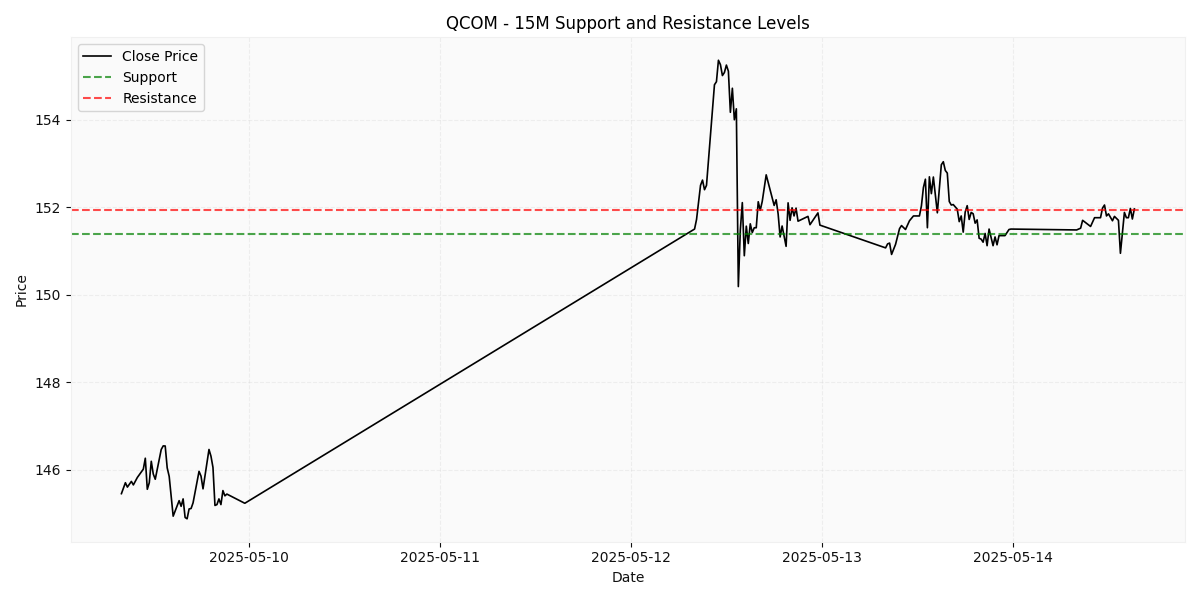 QCOM - 15M Support and Resistance Levels
Close Price
Support
Resistance
Price
154
152
150
148
146
2025-05-10
2025-05-11
2025-05-12
2025-05-13
2025-05-14
Date